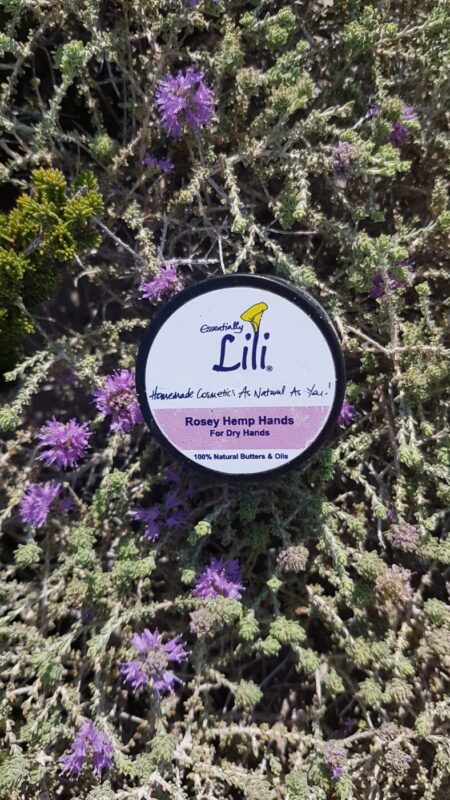 Essentially
Lili®
Homemade Cosmetics As Natural As You!
Rosey Hemp Hands
For Dry Hands
100% Natural Butters & Oils